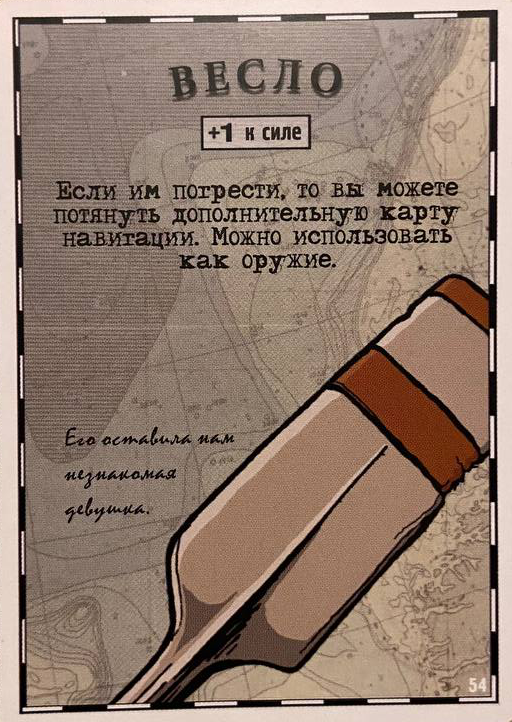 ВЕСЛО
+1 к силе
Если им погрести, то вы можете
потянуть дополнительную карту
навигации. Можно использовать
как оружие.
Его оставила нам
незнакомая
девушка.
54